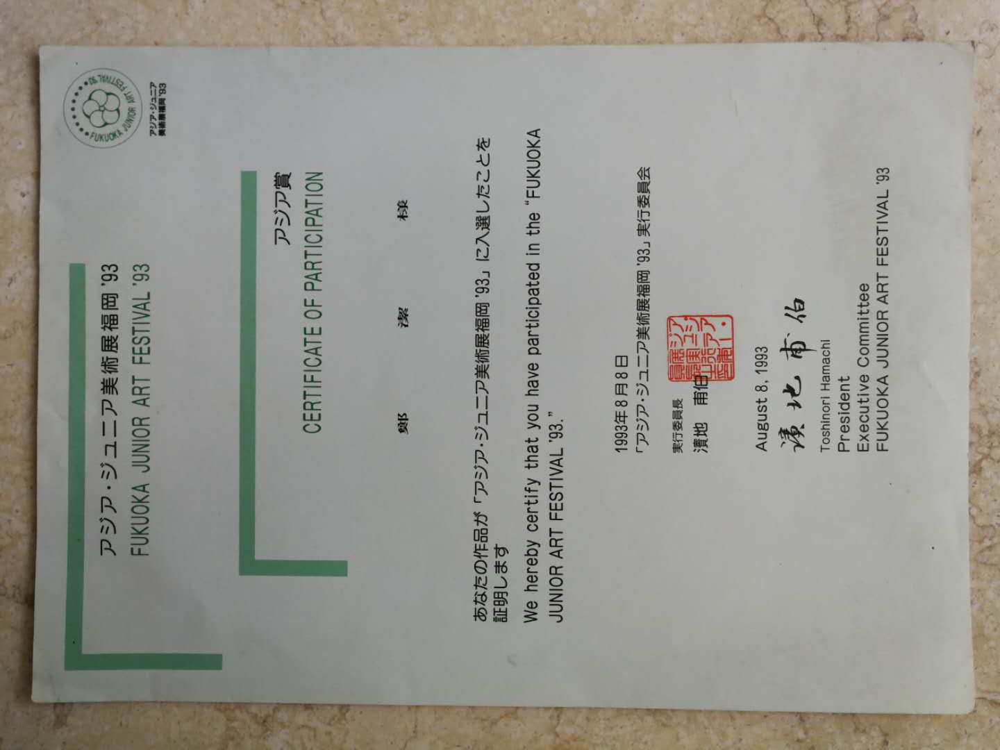 アジア・ジュニア美術展福岡 '93
FUKUOKA JUNIOR ART FESTIVAL '93
FUKUOKA JUNIOR ART FESTIVAL '93
アジア・ジュニア
美術展福岡 '93
アジア賞
CERTIFICATE OF PARTICIPATION
鄭 潔 様
あなたの作品が「アジア・ジュニア美術展福岡 '93」に入選したことを
証明します
We hereby certify that you have participated in the “FUKUOKA
JUNIOR ART FESTIVAL '93.”
1993年8月8日
「アジア・ジュニア美術展福岡 '93」実行委員会
実行委員長
濱地 甫伯
August 8, 1993
濱地甫伯
Toshinori Hamachi
President
Executive Committee
FUKUOKA JUNIOR ART FESTIVAL '93